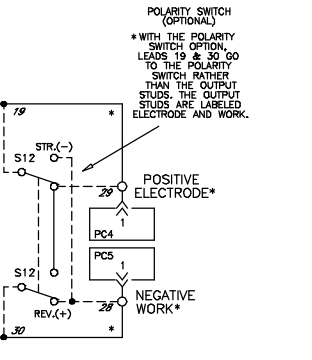 POLARITY SWITCH
(OPTIONAL)
* WITH THE POLARITY
SWITCH OPTION,
LEADS 19 & 30 GO
TO THE POLARITY
SWITCH RATHER
THAN THE OUTPUT
STUDS. THE OUTPUT
STUDS ARE LABELED
ELECTRODE AND WORK.
19
*
STR.(-)
S12
29
POSITIVE
ELECTRODE*
1
PC4
PC5
1
S12
28
NEGATIVE
WORK*
REV.(+)
30
*